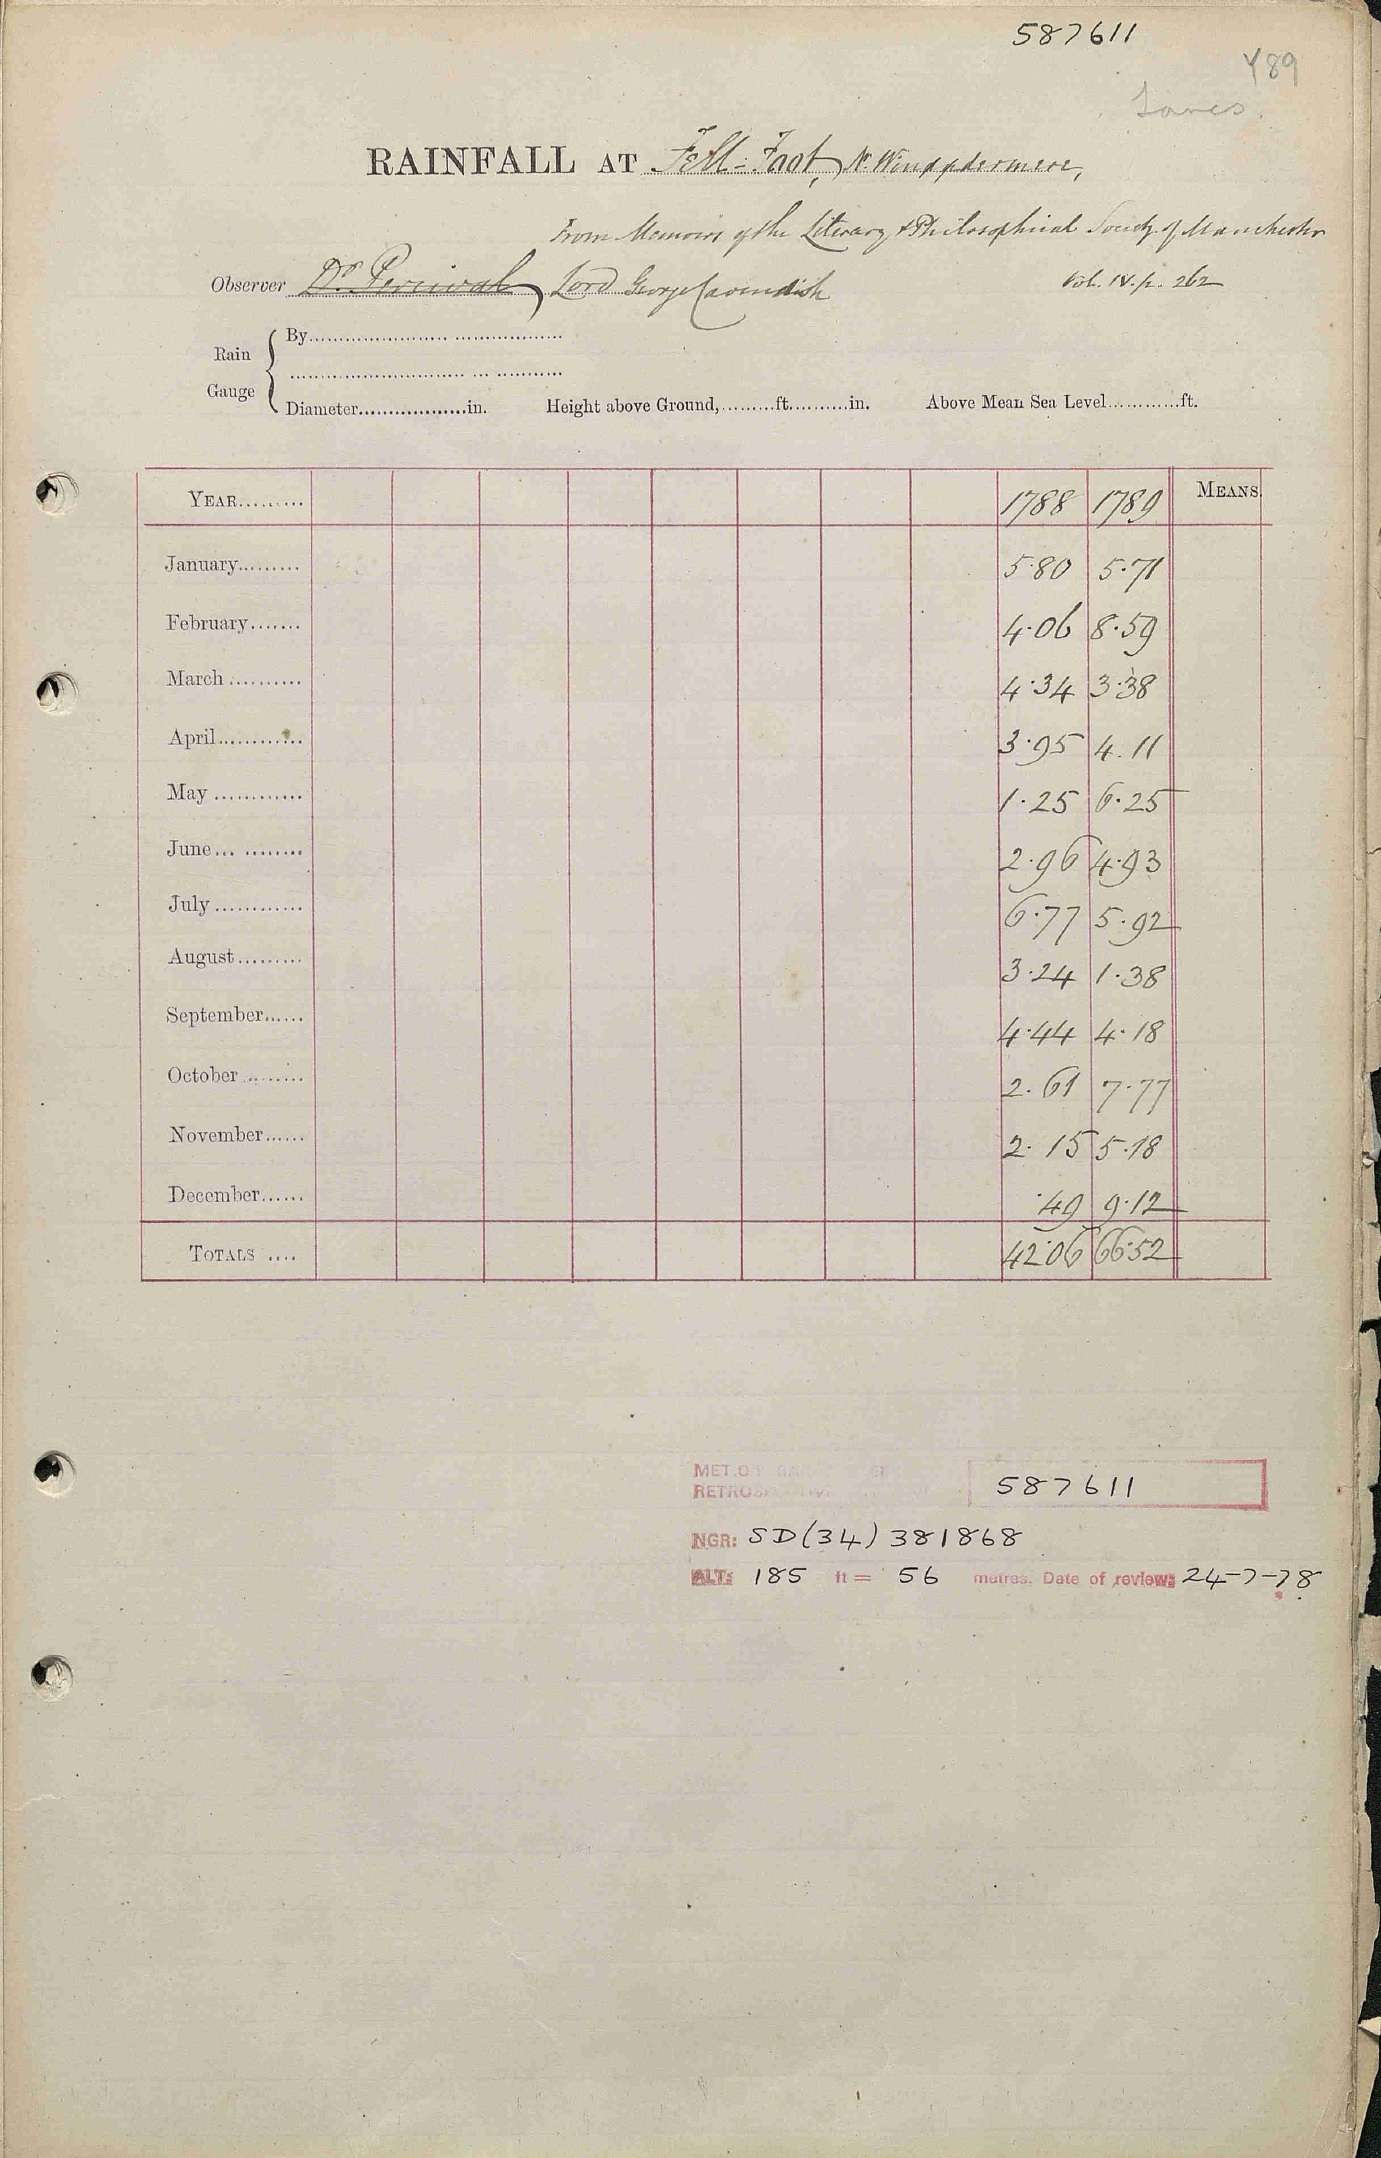 587611
Y89
Lancs.
RAINFALL AT Fell-Foot, Nr. Winddermere,
From Memoirs of the Literary & Philosophical Society of Manchester
Observer Dr. Percival, Lord George Cavendish Vol. IV. p. 262
Rain Gauge
By
Diameter in. Height above Ground, ft. in. Above Mean Sea Level ft.
YEAR 1788 1789 MEANS.
January 5.80 5.71
February 4.06 8.59
March 4.34 3.38
April 3.95 4.11
May 1.25 6.25
June 2.96 4.93
July 6.77 5.92
August 3.24 1.38
September 4.44 4.18
October 2.61 7.77
November 2.15 5.18
December .49 9.12
TOTALS 42.06 66.52
MET.O
587611
NGR: SD(34) 381868
ALT: 185 ft = 56 metres. Date of review: 24-7-78